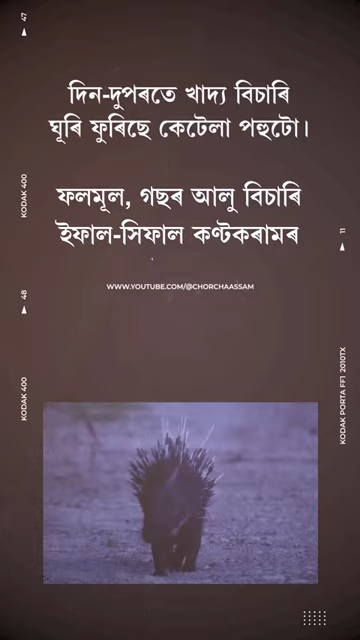 দিন-দুপৰতে খাদ্য বিচাৰি
ঘূৰি ফুৰিছে কেটেলা পহুটো।
ফলমূল, গছৰ আলু বিচাৰি
ইফাল-সিফাল কণ্টকৰামৰ
WWW.YOUTUBE.COM/@CHORCHAASSAM
47
KODAK 400
48
KODAK 400
11
KODAK PORTA FF1 2010TX